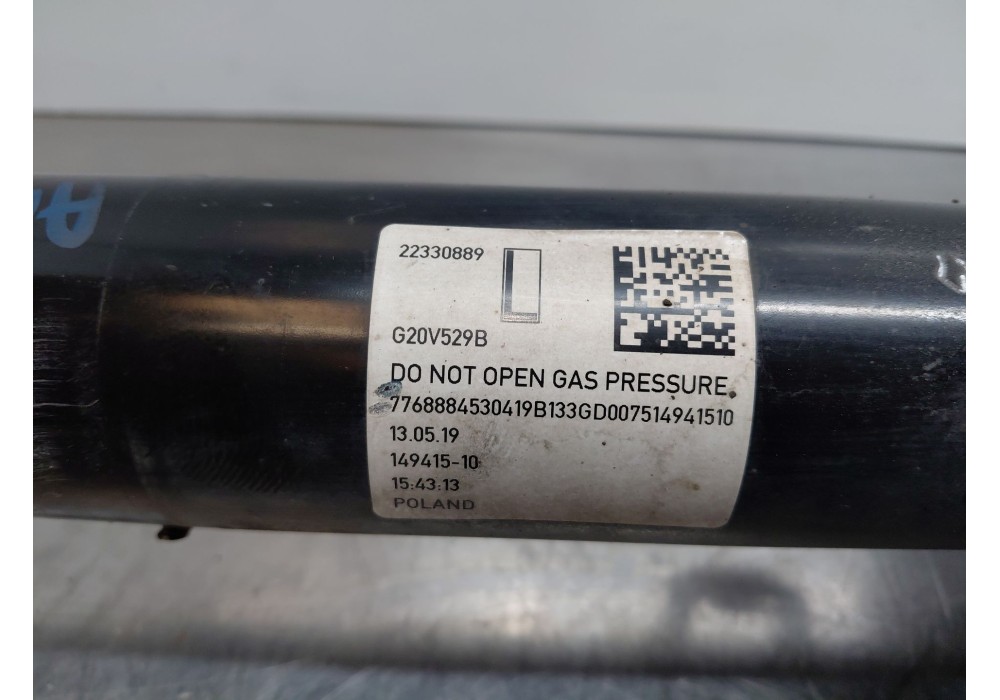 22330889
L
G20V529B
DO NOT OPEN GAS PRESSURE
7768884530419B133GD007514941510
13.05.19
149415-10
15:43:13
POLAND